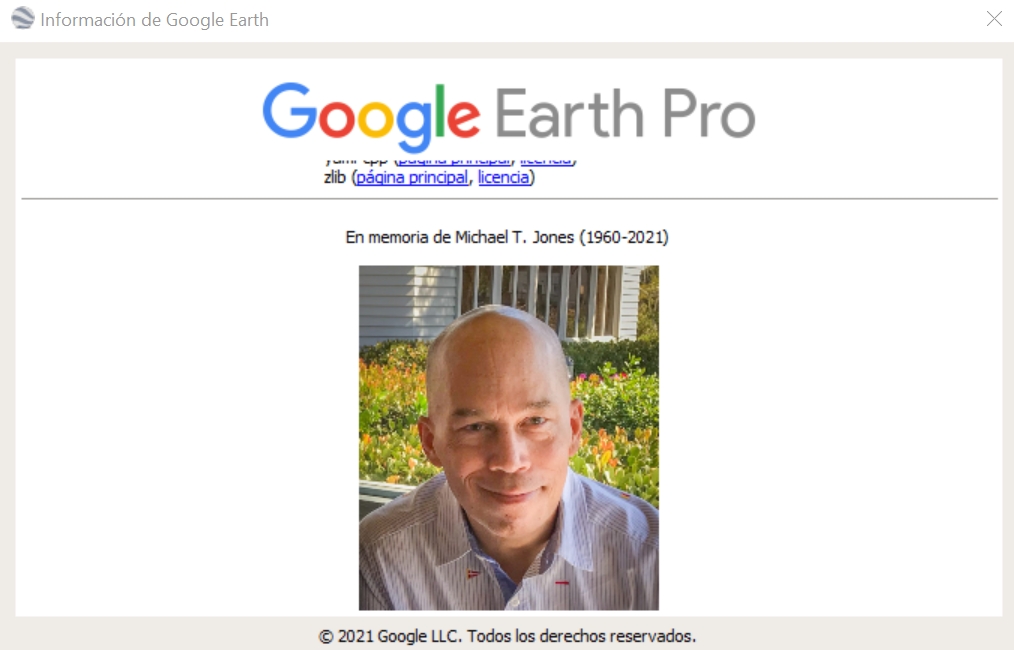 Información de Google Earth
Google Earth Pro
yaml-cpp (página principal, licencia)
zlib (página principal, licencia)
En memoria de Michael T. Jones (1960-2021)
© 2021 Google LLC. Todos los derechos reservados.